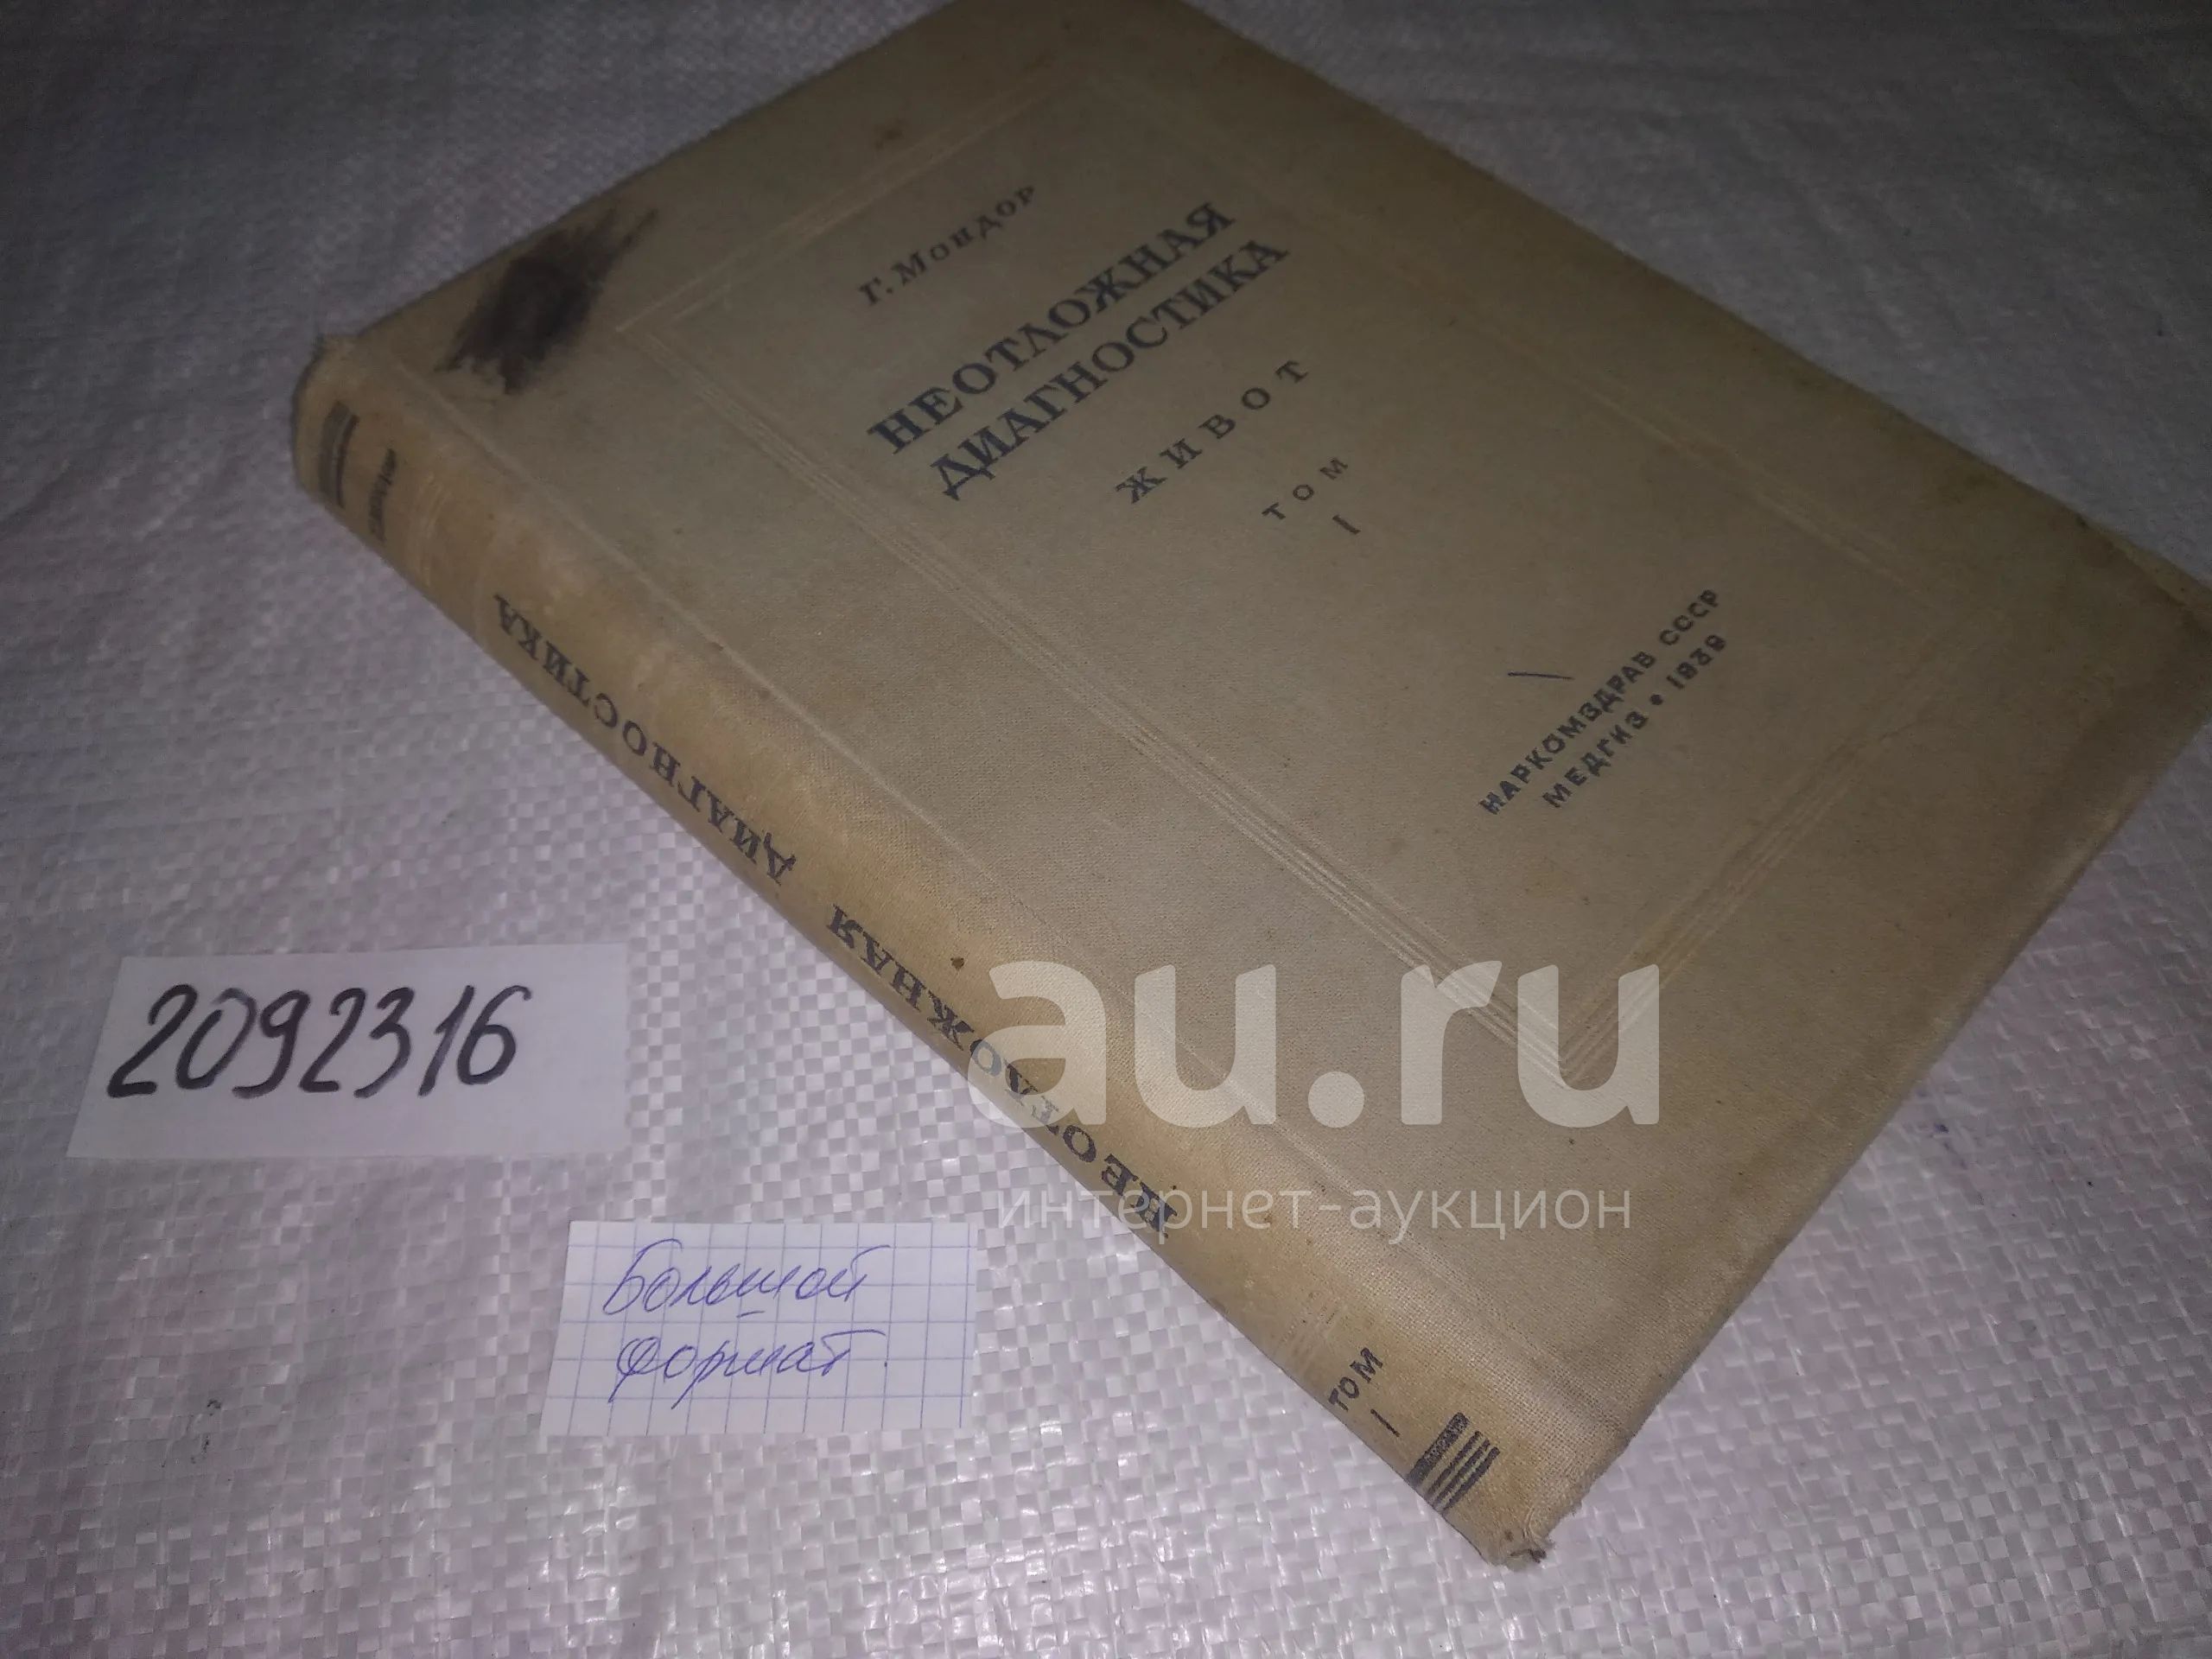 Г. Мондор
НЕОТЛОЖНАЯ
ДИАГНОСТИКА
ЖИВОТ
ТОМ
I
НАРКОМЗДРАВ СССР
МЕДГИЗ • 1939
НЕОТЛОЖНАЯ ДИАГНОСТИКА
ТОМ
I
2092316
Большой
формат.
au.ru
интернет-аукцион